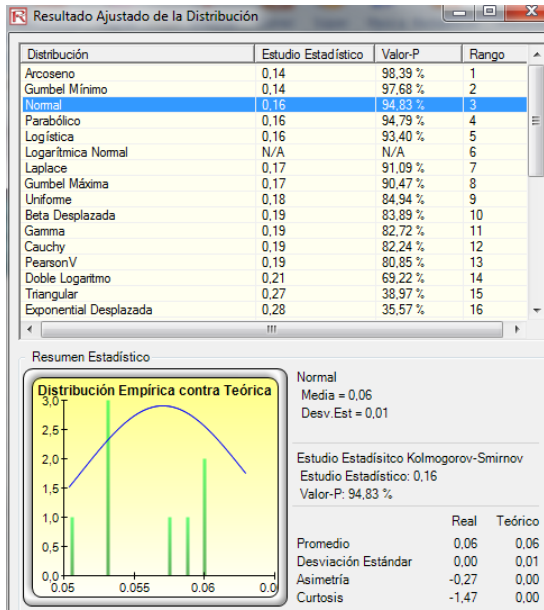 Resultado Ajustado de la Distribución
Distribución Estudio Estadístico Valor-P Rango
Arcoseno 0,14 98,39 % 1
Gumbel Mínimo 0,14 97,68 % 2
Normal 0,16 94,83 % 3
Parabólico 0,16 94,79 % 4
Logística 0,16 93,40 % 5
Logarítmica Normal N/A N/A 6
Laplace 0,17 91,09 % 7
Gumbel Máxima 0,17 90,47 % 8
Uniforme 0,18 84,94 % 9
Beta Desplazada 0,19 83,89 % 10
Gamma 0,19 82,72 % 11
Cauchy 0,19 82,24 % 12
PearsonV 0,19 80,85 % 13
Doble Logaritmo 0,21 69,22 % 14
Triangular 0,27 38,97 % 15
Exponential Desplazada 0,28 35,57 % 16
Resumen Estadístico
Distribución Empírica contra Teórica
3,0
2,5
2,0
1,5
1,0
0,5
0,0
0.05 0.055 0.06 0.0
Normal
Media = 0,06
Desv.Est = 0,01
Estudio Estadísitco Kolmogorov-Smirnov
Estudio Estadístico: 0,16
Valor-P: 94,83 %
Real Teórico
Promedio 0,06 0,06
Desviación Estándar 0,00 0,01
Asimetría -0,27 0,00
Curtosis -1,47 0,00